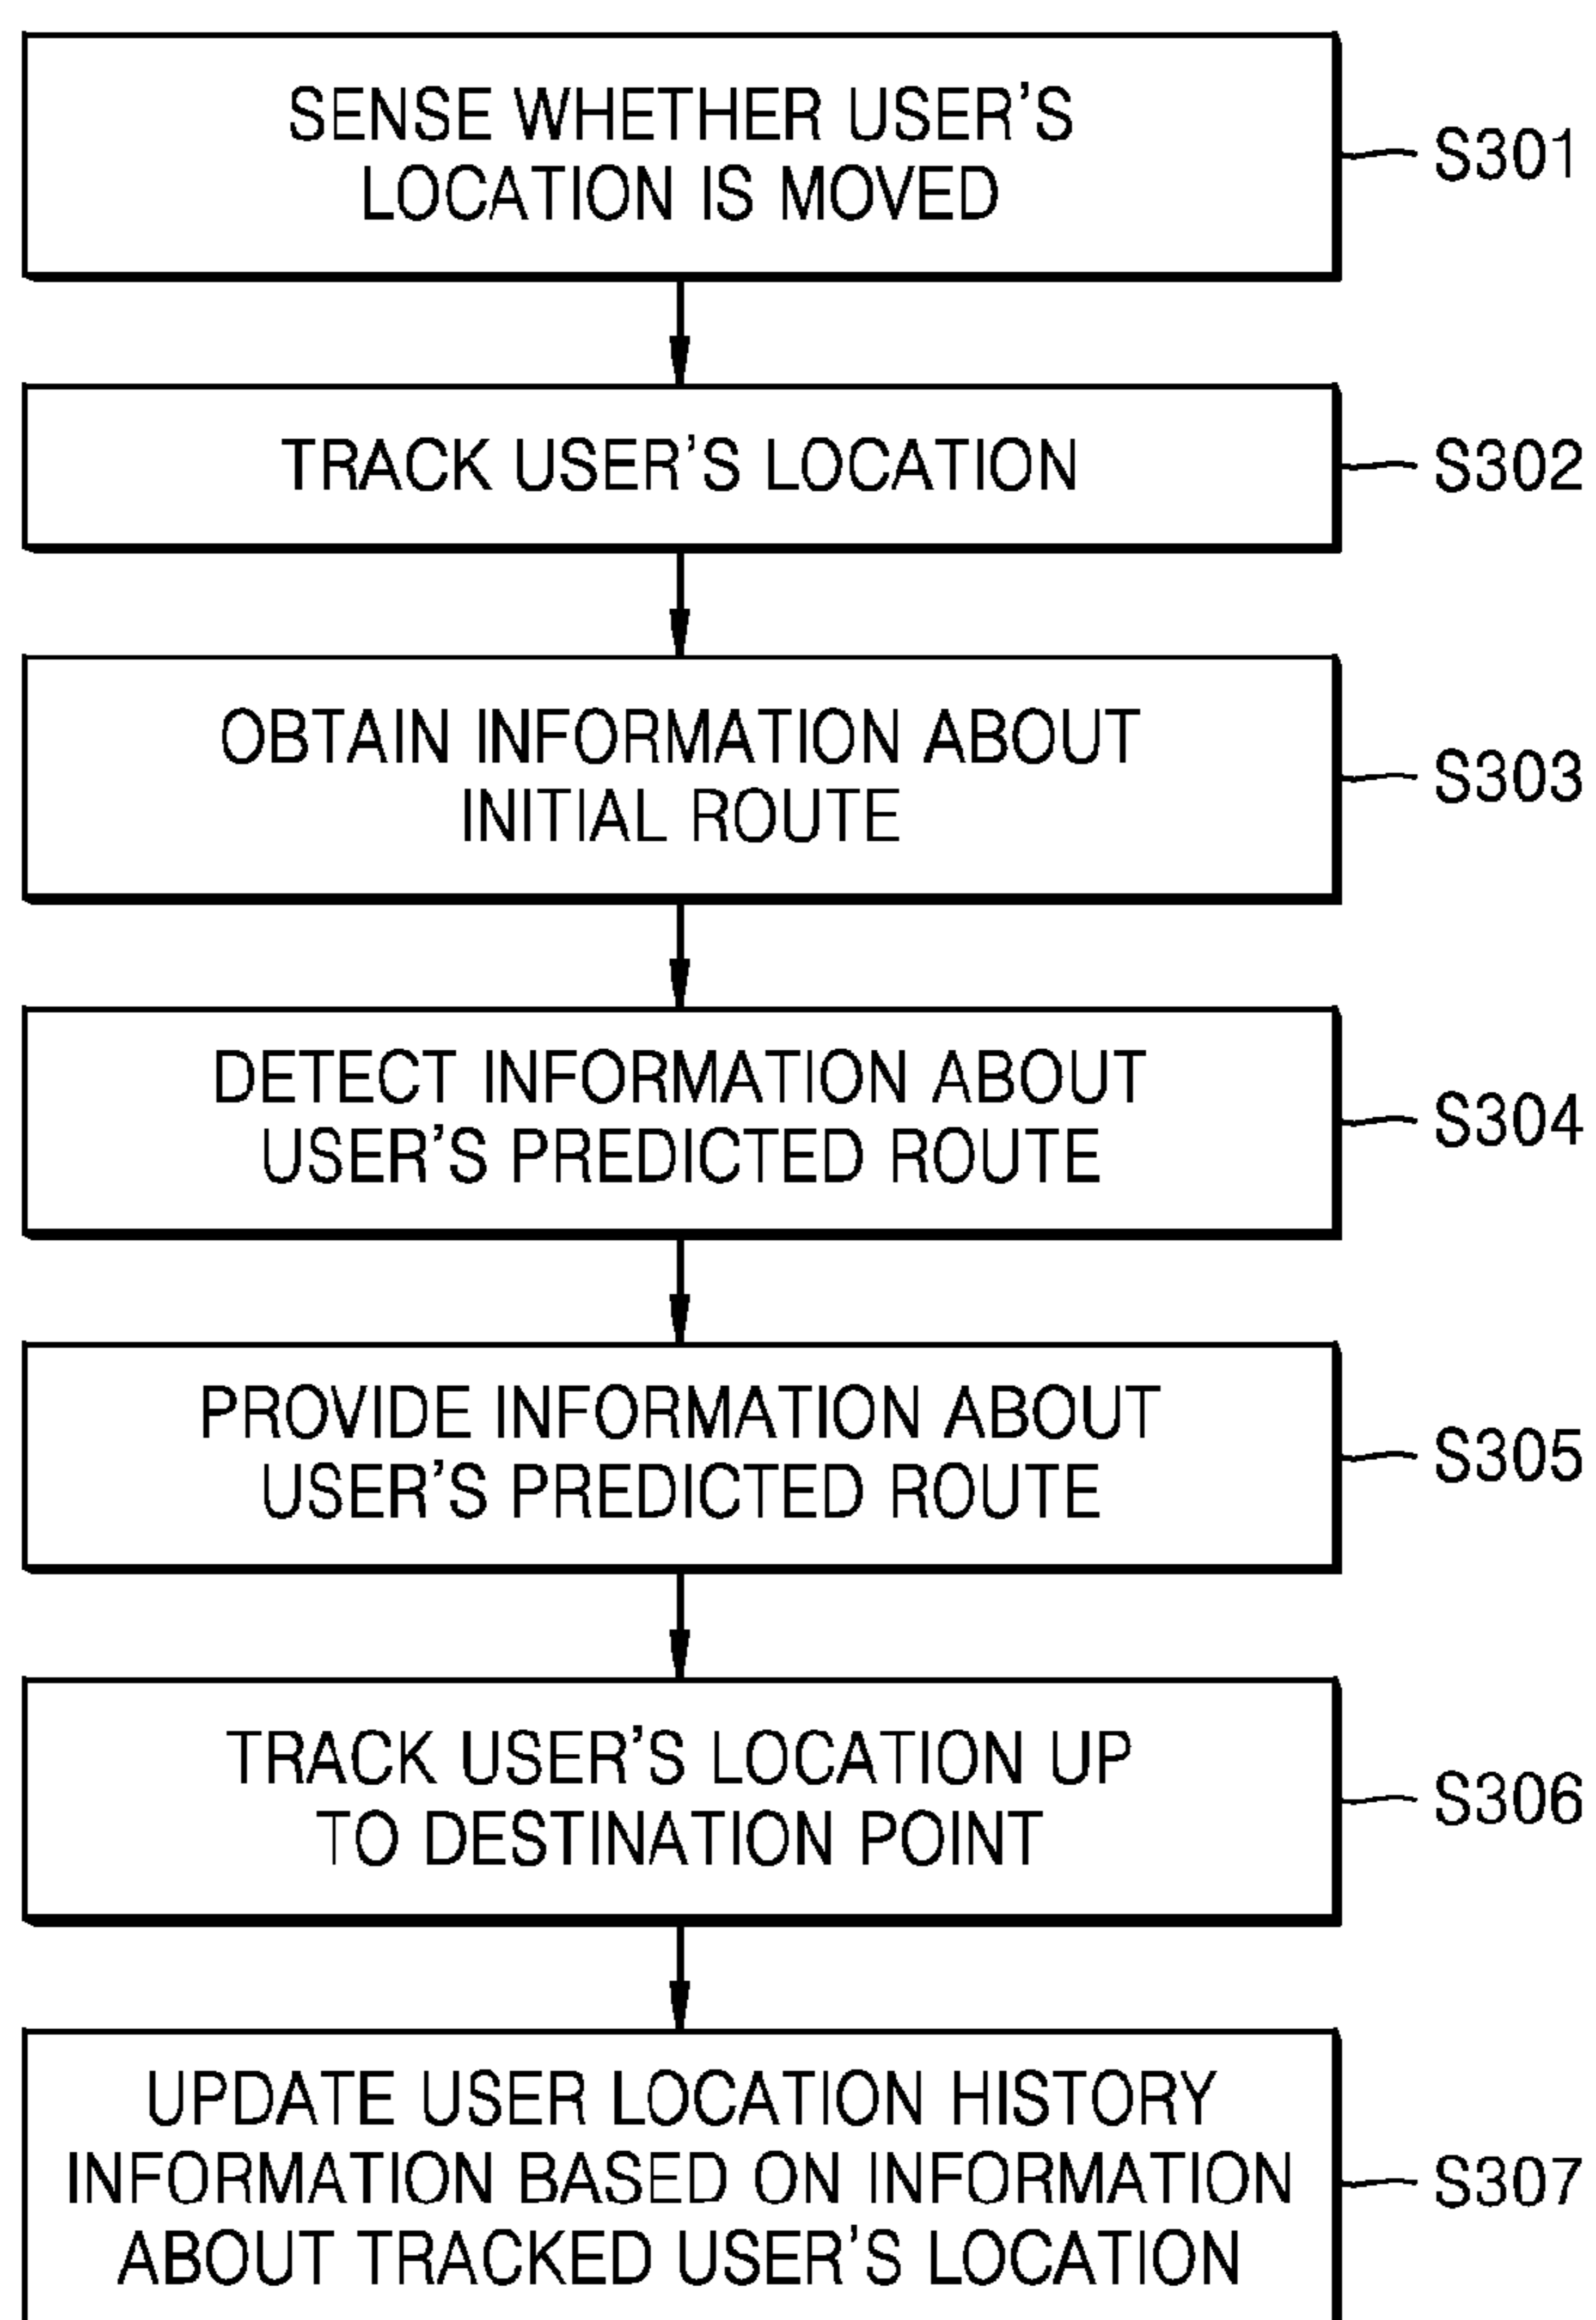 SENSE WHETHER USER'S
LOCATION IS MOVED
S301
TRACK USER'S LOCATION
S302
OBTAIN INFORMATION ABOUT
INITIAL ROUTE
S303
DETECT INFORMATION ABOUT
USER'S PREDICTED ROUTE
S304
PROVIDE INFORMATION ABOUT
USER'S PREDICTED ROUTE
S305
TRACK USER'S LOCATION UP
TO DESTINATION POINT
S306
UPDATE USER LOCATION HISTORY
INFORMATION BASED ON INFORMATION
ABOUT TRACKED USER'S LOCATION
S307